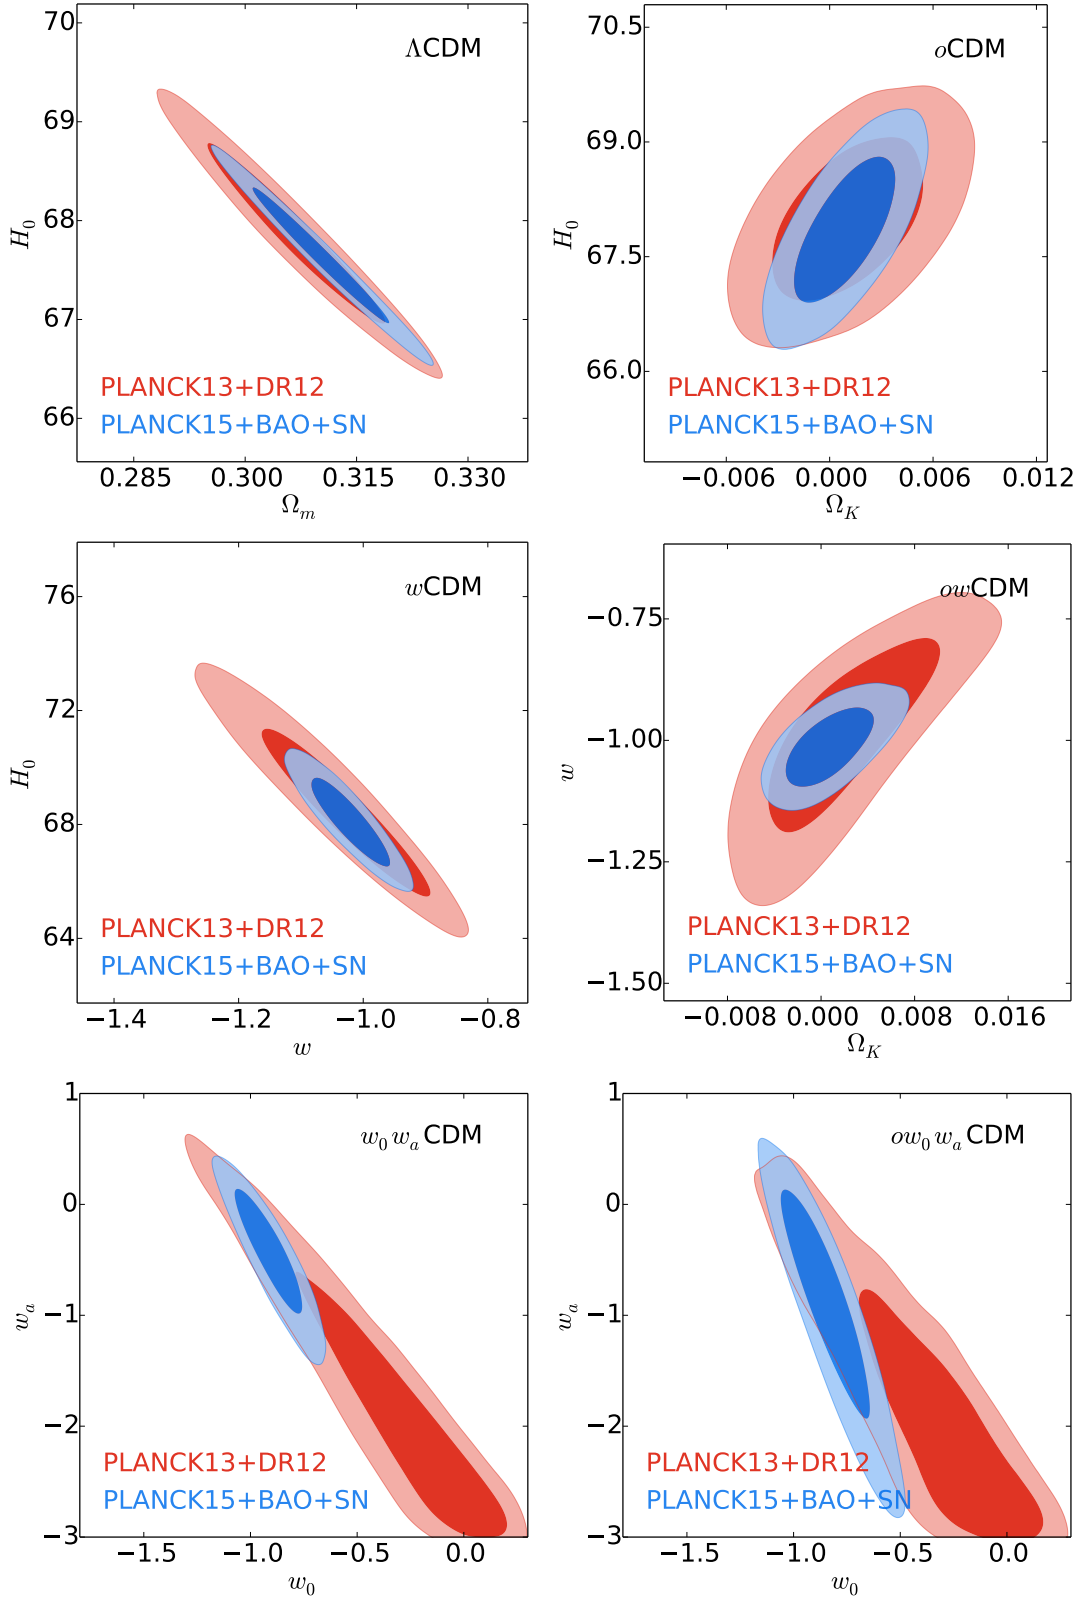 ΛCDM
70
69
68
67
66
H₀
PLANCK13+DR12
PLANCK15+BAO+SN
0.285 0.300 0.315 0.330
Ωₘ
oCDM
70.5
69.0
67.5
66.0
H₀
PLANCK13+DR12
PLANCK15+BAO+SN
−0.006 0.000 0.006 0.012
Ω_K
wCDM
76
72
68
64
H₀
PLANCK13+DR12
PLANCK15+BAO+SN
−1.4 −1.2 −1.0 −0.8
w
owCDM
−0.75
−1.00
−1.25
−1.50
w
PLANCK13+DR12
PLANCK15+BAO+SN
−0.008 0.000 0.008 0.016
Ω_K
w₀wₐCDM
1
0
−1
−2
−3
wₐ
PLANCK13+DR12
PLANCK15+BAO+SN
−1.5 −1.0 −0.5 0.0
w₀
ow₀wₐCDM
1
0
−1
−2
−3
wₐ
PLANCK13+DR12
PLANCK15+BAO+SN
−1.5 −1.0 −0.5 0.0
w₀